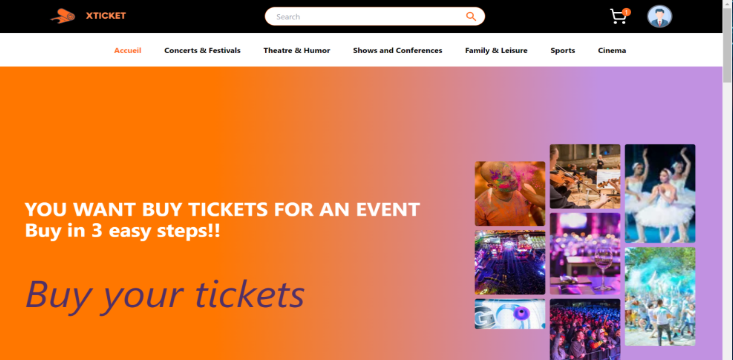 XTICKET
Search
1
Accueil Concerts & Festivals Theatre & Humor Shows and Conferences Family & Leisure Sports Cinema
YOU WANT BUY TICKETS FOR AN EVENT
Buy in 3 easy steps!!
Buy your tickets